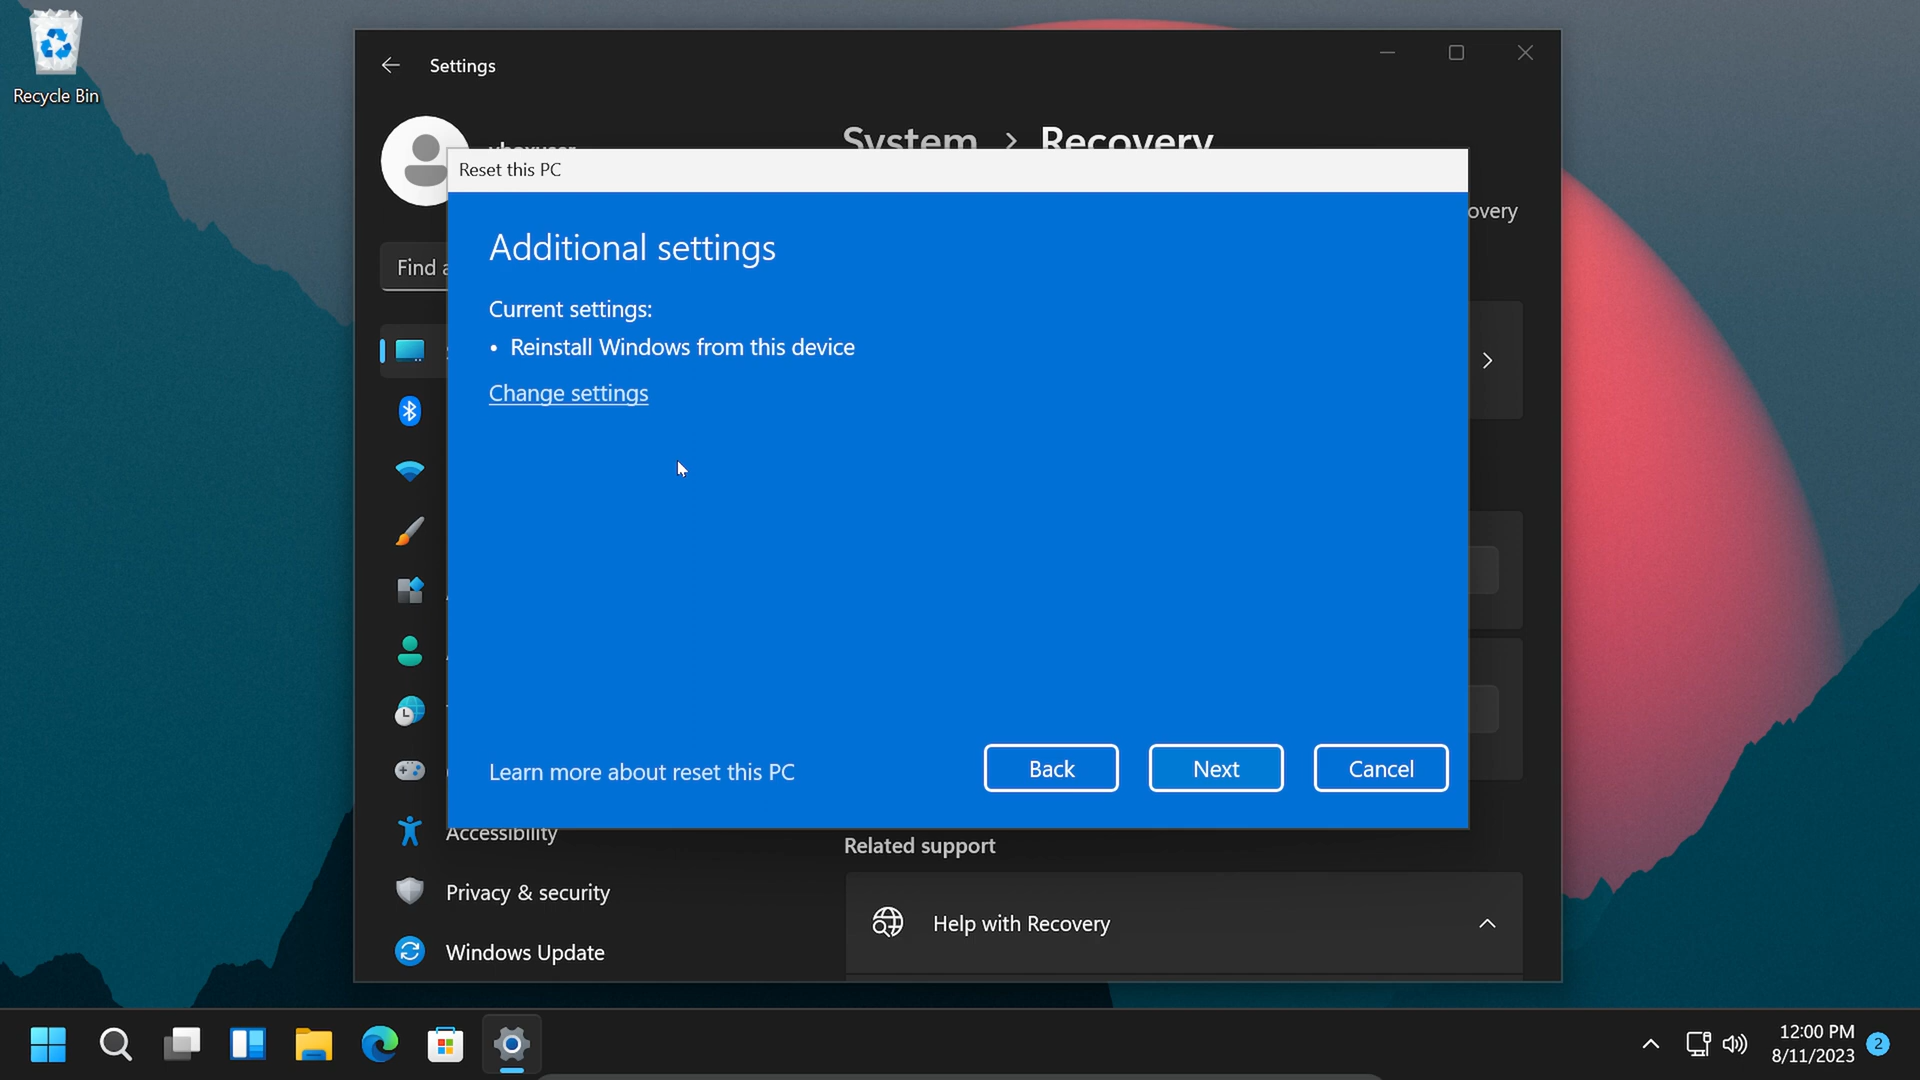 Recycle Bin
Settings
System > Recovery
Reset this PC
overy
Additional settings
Find a
Current settings:
• Reinstall Windows from this device
Change settings
Learn more about reset this PC
Back
Next
Cancel
Accessibility
Related support
Privacy & security
Help with Recovery
Windows Update
12:00 PM
8/11/2023
2